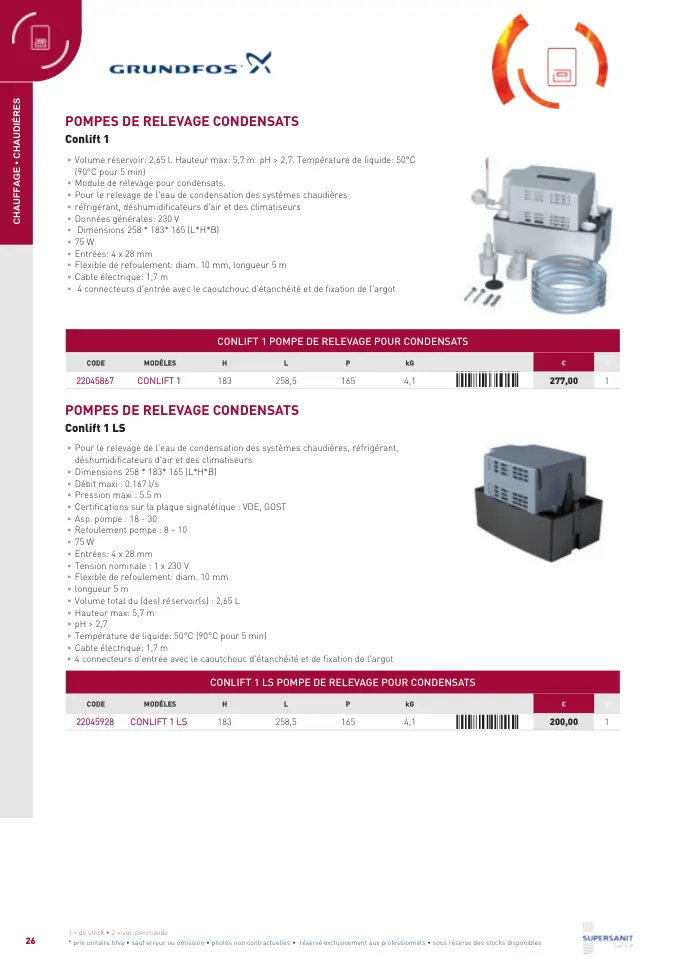 GRUNDFOS
CHAUFFAGE • CHAUDIÈRES
POMPES DE RELEVAGE CONDENSATS
Conlift 1
• Volume réservoir: 2,65 l. Hauteur max: 5,7 m. pH > 2,7. Température de liquide: 50°C
(90°C pour 5 min)
• Module de relevage pour condensats.
• Pour le relevage de l'eau de condensation des systèmes chaudières
• réfrigérant, déshumidificateurs d'air et des climatiseurs
• Données générales: 230 V
• Dimensions 258 * 183* 165 (L*H*B)
• 75 W
• Entrées: 4 x 28 mm
• Flexible de refoulement: diam. 10 mm, longueur 5 m
• Cable électrique: 1,7 m
• 4 connecteurs d'entrée avec le caoutchouc d'étanchéité et de fixation de l'argot
CONLIFT 1 POMPE DE RELEVAGE POUR CONDENSATS
CODE MODÈLES H L P KG €
22045867 CONLIFT 1 183 258,5 165 4,1 277,00 1
POMPES DE RELEVAGE CONDENSATS
Conlift 1 LS
• Pour le relevage de l'eau de condensation des systèmes chaudières, réfrigérant,
déshumidificateurs d'air et des climatiseurs
• Dimensions 258 * 183* 165 (L*H*B)
• Débit maxi : 0.167 l/s
• Pression maxi : 5.5 m
• Certifications sur la plaque signalétique : VDE, GOST
• Asp. pompe : 18 - 30
• Refoulement pompe : 8 - 10
• 75 W
• Entrées: 4 x 28 mm
• Tension nominale : 1 x 230 V
• Flexible de refoulement: diam. 10 mm
• longueur 5 m
• Volume total du (des) réservoir(s) : 2,65 L
• Hauteur max: 5,7 m
• pH > 2,7
• Température de liquide: 50°C (90°C pour 5 min)
• Cable électrique: 1,7 m
• 4 connecteurs d'entrée avec le caoutchouc d'étanchéité et de fixation de l'argot
CONLIFT 1 LS POMPE DE RELEVAGE POUR CONDENSATS
CODE MODÈLES H L P KG €
22045928 CONLIFT 1 LS 183 258,5 165 4,1 200,00 1
1 = de stock • 2 = sur commande
* prix unitaire htva • sauf erreur ou omission • photos non contractuelles • réservé exclusivement aux professionnels • sous réserve des stocks disponibles
26
SUPERSANIT
GROUP